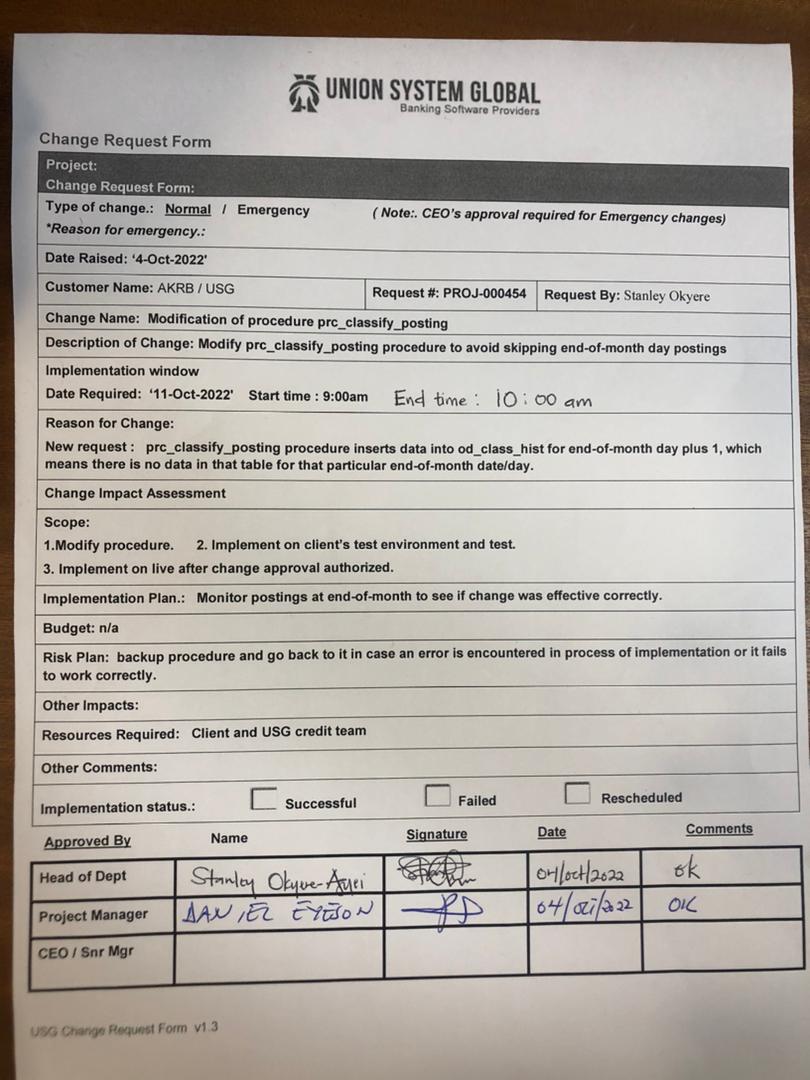 UNION SYSTEM GLOBAL
Banking Software Providers
Change Request Form
Project:
Change Request Form:
Type of change.: Normal / Emergency ( Note:. CEO's approval required for Emergency changes)
*Reason for emergency.:
Date Raised: '4-Oct-2022'
Customer Name: AKRB / USG Request #: PROJ-000454 Request By: Stanley Okyere
Change Name: Modification of procedure prc_classify_posting
Description of Change: Modify prc_classify_posting procedure to avoid skipping end-of-month day postings
Implementation window
Date Required: '11-Oct-2022' Start time : 9:00am End time : 10:00 am
Reason for Change:
New request : prc_classify_posting procedure inserts data into od_class_hist for end-of-month day plus 1, which
means there is no data in that table for that particular end-of-month date/day.
Change Impact Assessment
Scope:
1.Modify procedure. 2. Implement on client's test environment and test.
3. Implement on live after change approval authorized.
Implementation Plan.: Monitor postings at end-of-month to see if change was effective correctly.
Budget: n/a
Risk Plan: backup procedure and go back to it in case an error is encountered in process of implementation or it fails
to work correctly.
Other Impacts:
Resources Required: Client and USG credit team
Other Comments:
Implementation status.: Successful Failed Rescheduled
Approved By Name Signature Date Comments
Head of Dept Stanley 04/oct/2022 ok
Project Manager DANIEL 04/oct/2022 OK
CEO / Snr Mgr
USG Change Request Form v1.3